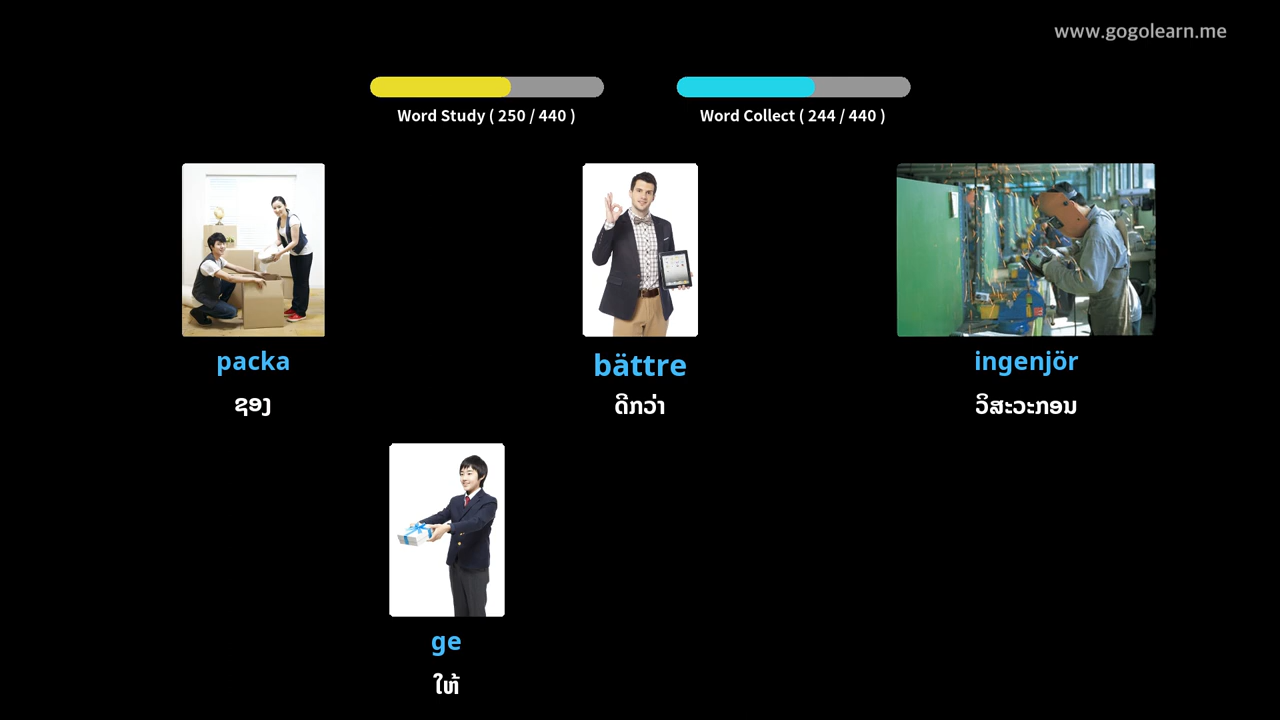 www.gogolearn.me
Word Study ( 250 / 440 )
Word Collect ( 244 / 440 )
packa
bättre
ingenjör
ຊອງ
ດີກວ່າ
ວິສະວະກອນ
ge
ໃຫ້